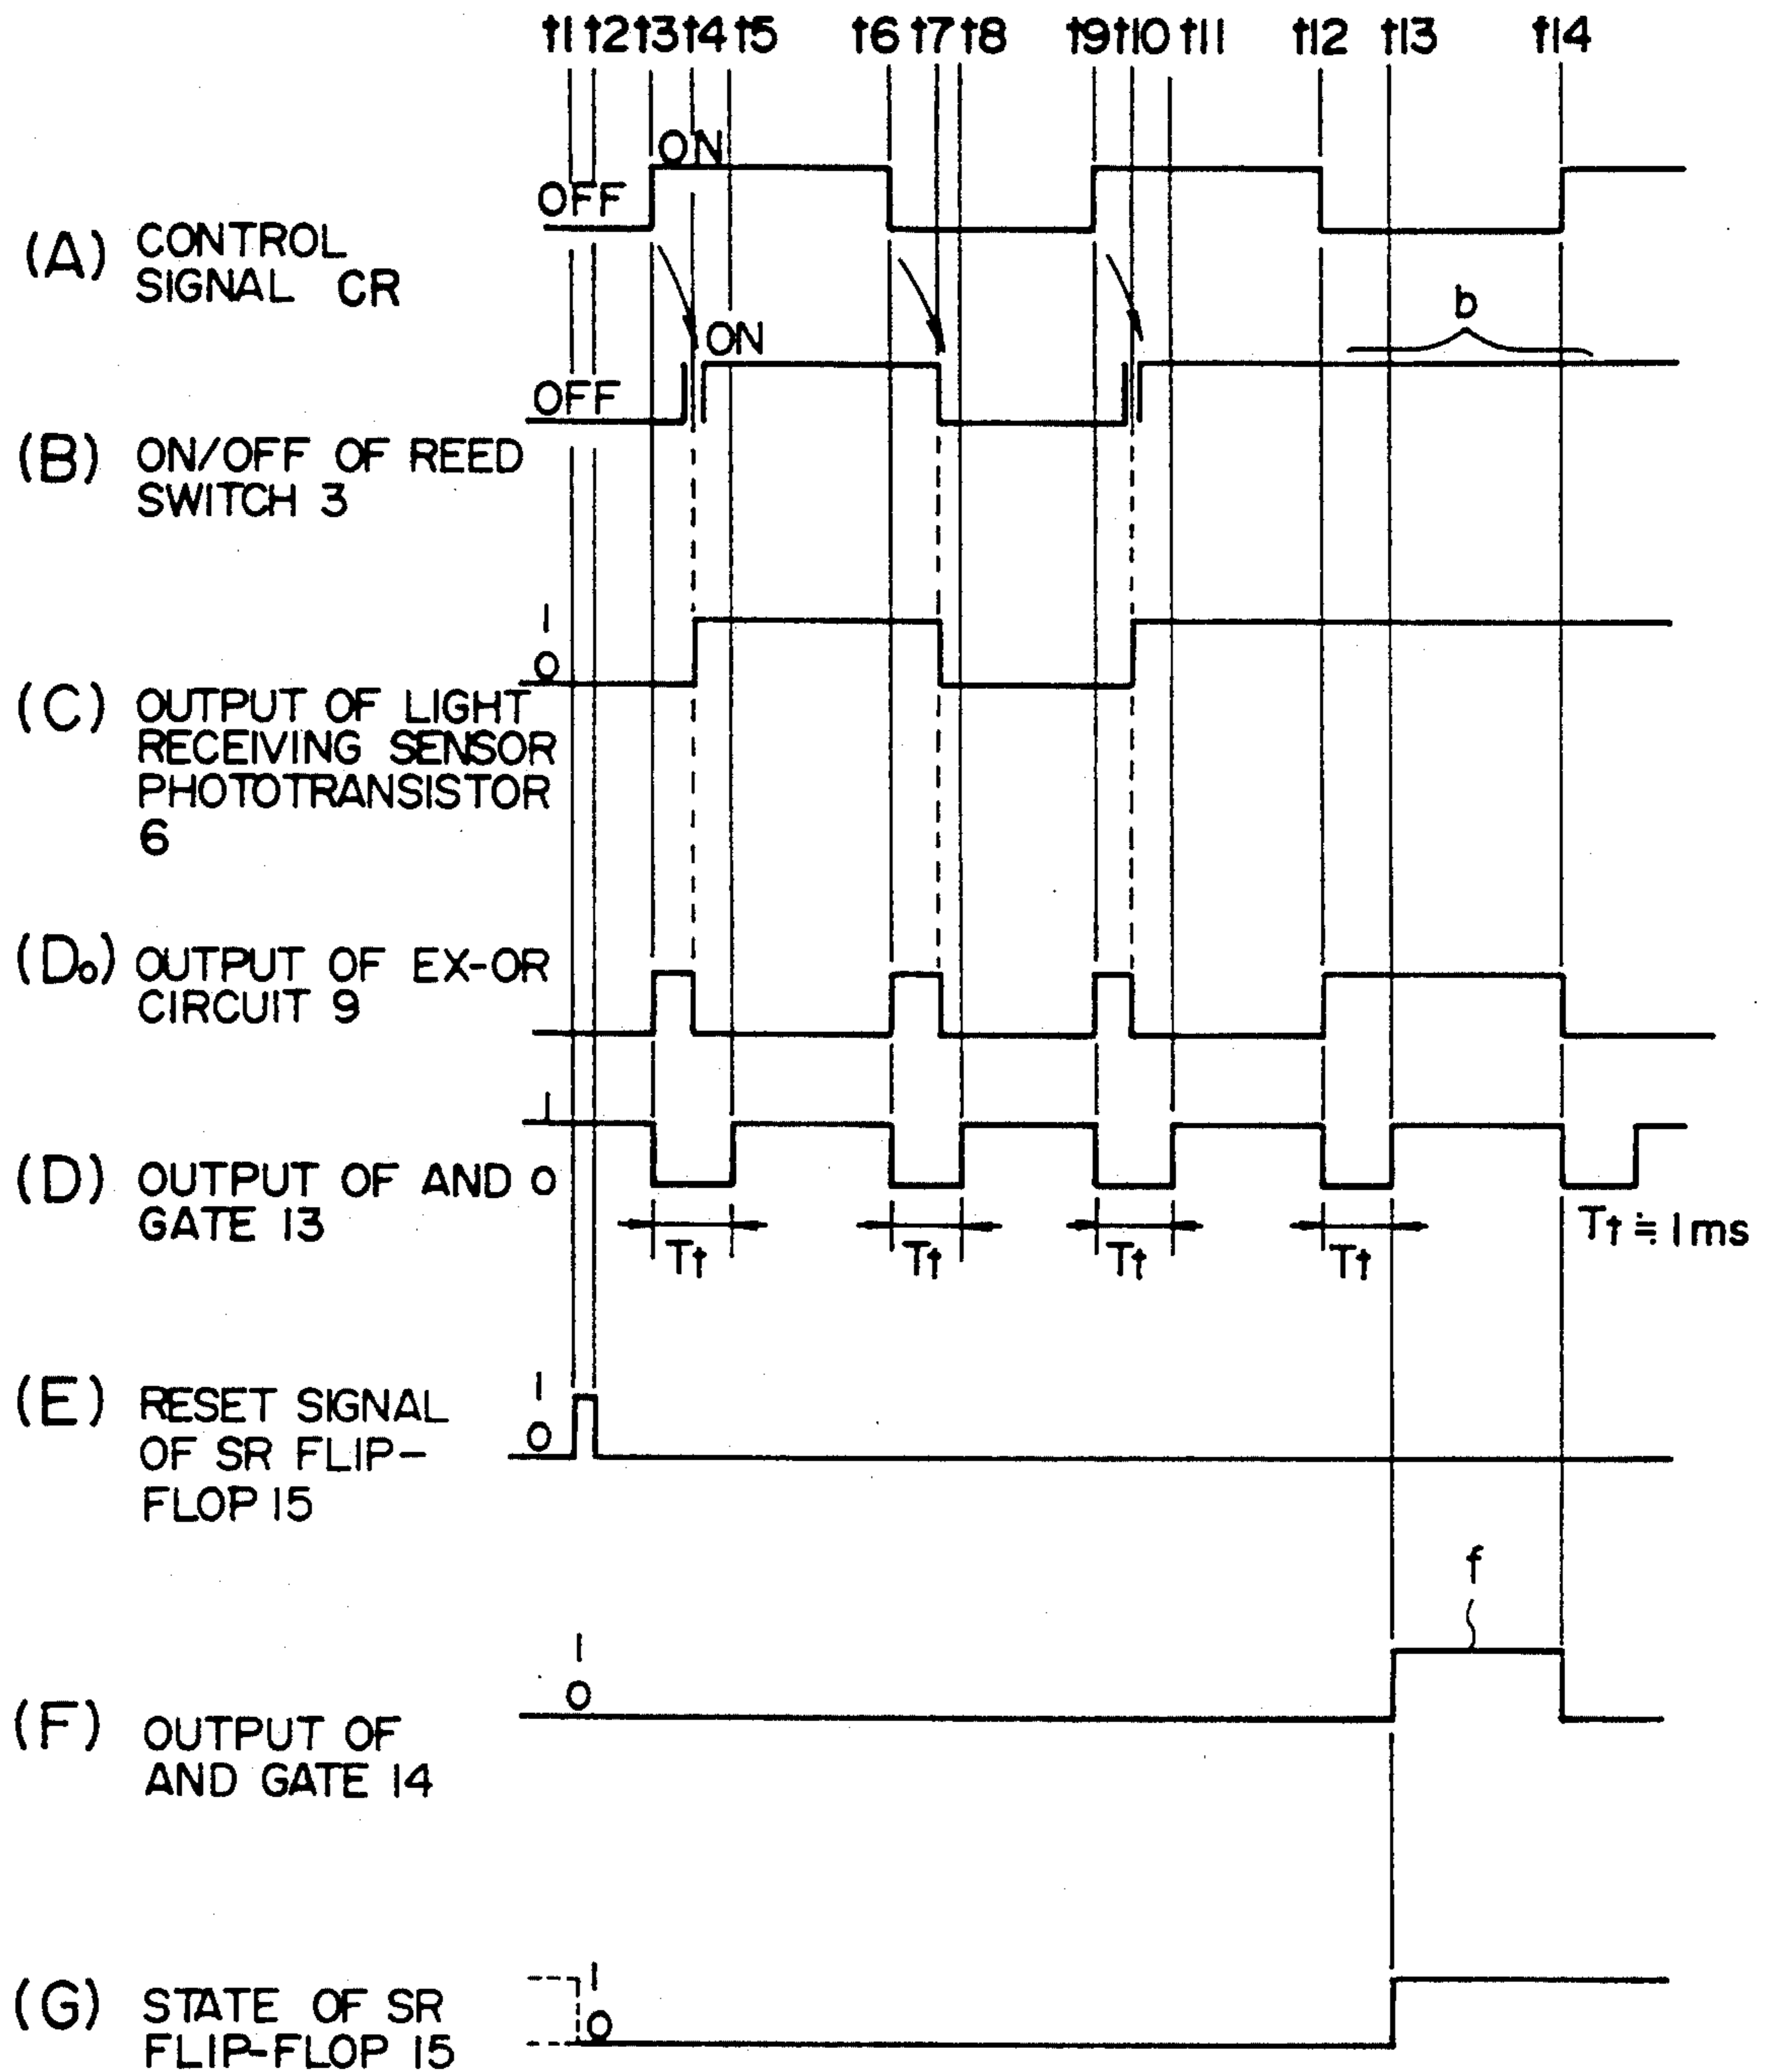 t1 t2 t3 t4 t5 t6 t7 t8 t9 t10 t11 t12 t13 t14
ON
OFF
(A) CONTROL
SIGNAL CR
b
ON
OFF
(B) ON/OFF OF REED
SWITCH 3
1
0
(C) OUTPUT OF LIGHT
RECEIVING SENSOR
PHOTOTRANSISTOR
6
(D₀) OUTPUT OF EX-OR
CIRCUIT 9
1
(D) OUTPUT OF AND 0
GATE 13
Tt Tt Tt Tt Tt ≒ 1ms
1
(E) RESET SIGNAL
0
OF SR FLIP-
FLOP 15
f
1
0
(F) OUTPUT OF
AND GATE 14
1
(G) STATE OF SR
0
FLIP-FLOP 15